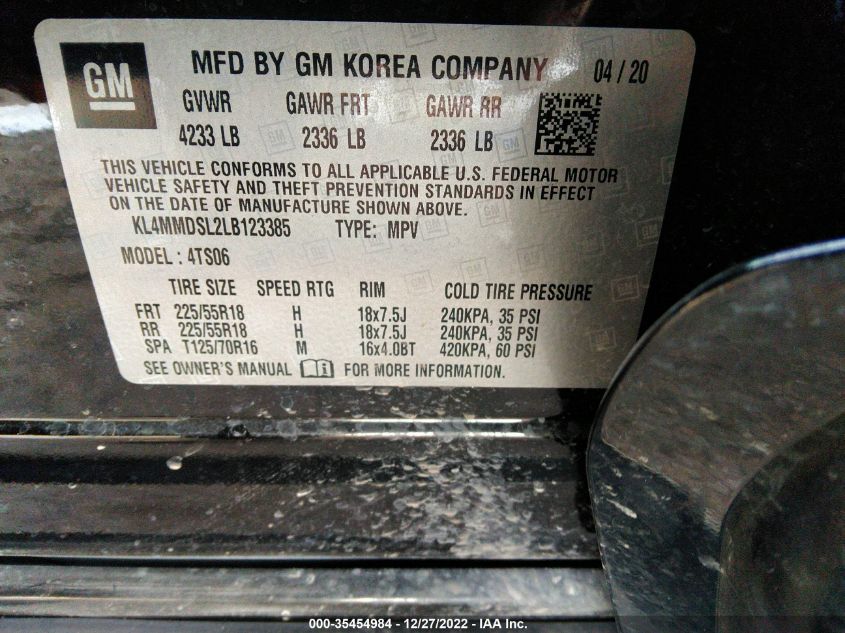 GM
MFD BY GM KOREA COMPANY 04/20
GVWR GAWR FRT GAWR RR
4233 LB 2336 LB 2336 LB
THIS VEHICLE CONFORMS TO ALL APPLICABLE U.S. FEDERAL MOTOR
VEHICLE SAFETY AND THEFT PREVENTION STANDARDS IN EFFECT
ON THE DATE OF MANUFACTURE SHOWN ABOVE.
KL4MMDSL2LB123385 TYPE: MPV
MODEL : 4TS06
TIRE SIZE SPEED RTG RIM COLD TIRE PRESSURE
FRT 225/55R18 H 18x7.5J 240KPA, 35 PSI
RR 225/55R18 H 18x7.5J 240KPA, 35 PSI
SPA T125/70R16 M 16x4.0BT 420KPA, 60 PSI
SEE OWNER'S MANUAL i FOR MORE INFORMATION.
000-35454984 - 12/27/2022 - IAA Inc.